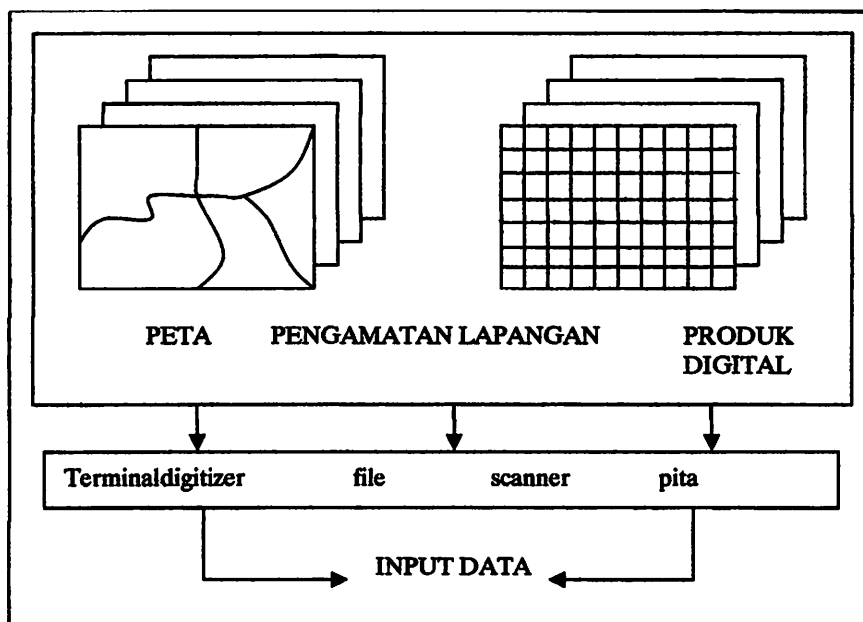 PETA PENGAMATAN LAPANGAN PRODUK
DIGITAL
Terminaldigitizer file scanner pita
INPUT DATA